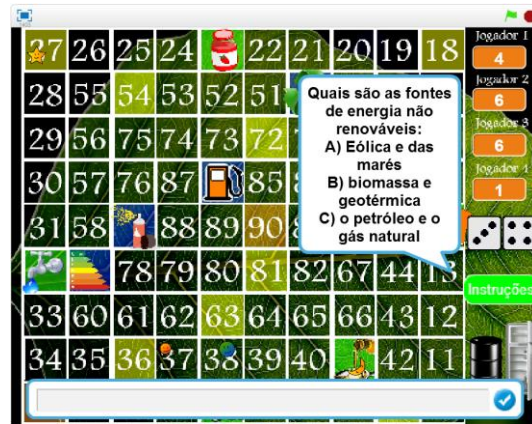 27 26 25 24 22 21 20 19 18
Jogador 1
4
28 55 54 53 52 51
Jogador 2
6
29 56 75 74 73 72
Jogador 3
6
30 57 76 87 85
Jogador 4
1
31 58 88 89 90
78 79 80 81 82 67 44 13
33 60 61 62 63 64 65 66 43 12
34 35 36 37 38 39 40 42 11
Quais são as fontes
de energia não
renováveis:
A) Eólica e das
marés
B) biomassa e
geotérmica
C) o petróleo e o
gás natural
Instruções